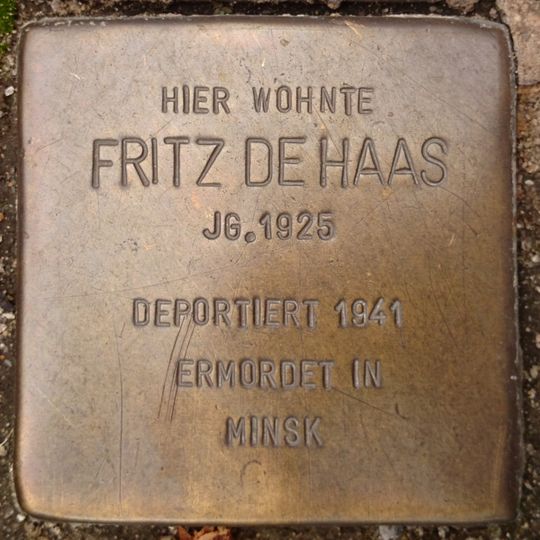 HIER WOHNTE
FRITZ DE HAAS
JG. 1925
DEPORTIERT 1941
ERMORDET IN
MINSK